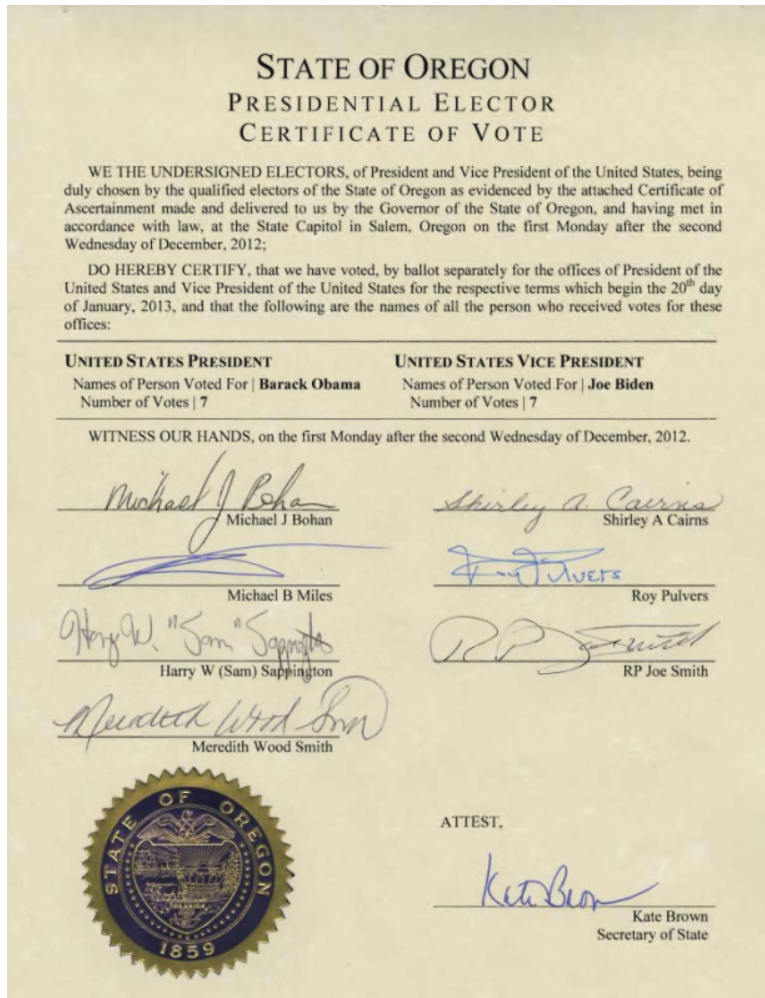 STATE OF OREGON
PRESIDENTIAL ELECTOR
CERTIFICATE OF VOTE
WE THE UNDERSIGNED ELECTORS, of President and Vice President of the United States, being
duly chosen by the qualified electors of the State of Oregon as evidenced by the attached Certificate of
Ascertainment made and delivered to us by the Governor of the State of Oregon, and having met in
accordance with law, at the State Capitol in Salem, Oregon on the first Monday after the second
Wednesday of December, 2012;
DO HEREBY CERTIFY, that we have voted, by ballot separately for the offices of President of the
United States and Vice President of the United States for the respective terms which begin the 20th day
of January, 2013, and that the following are the names of all the person who received votes for these
offices:
UNITED STATES PRESIDENT
Names of Person Voted For | Barack Obama
Number of Votes | 7
UNITED STATES VICE PRESIDENT
Names of Person Voted For | Joe Biden
Number of Votes | 7
WITNESS OUR HANDS, on the first Monday after the second Wednesday of December, 2012.
Michael J Bohan
Michael J Bohan
Shirley A. Cairns
Shirley A Cairns
Michael B Miles
Roy Pulvers
Roy Pulvers
Harry W. "Sam" Sappington
Harry W (Sam) Sappington
RP Joe Smith
Meredith Wood Smith
Meredith Wood Smith
STATE OF OREGON
1859
ATTEST,
Kate Brown
Kate Brown
Secretary of State